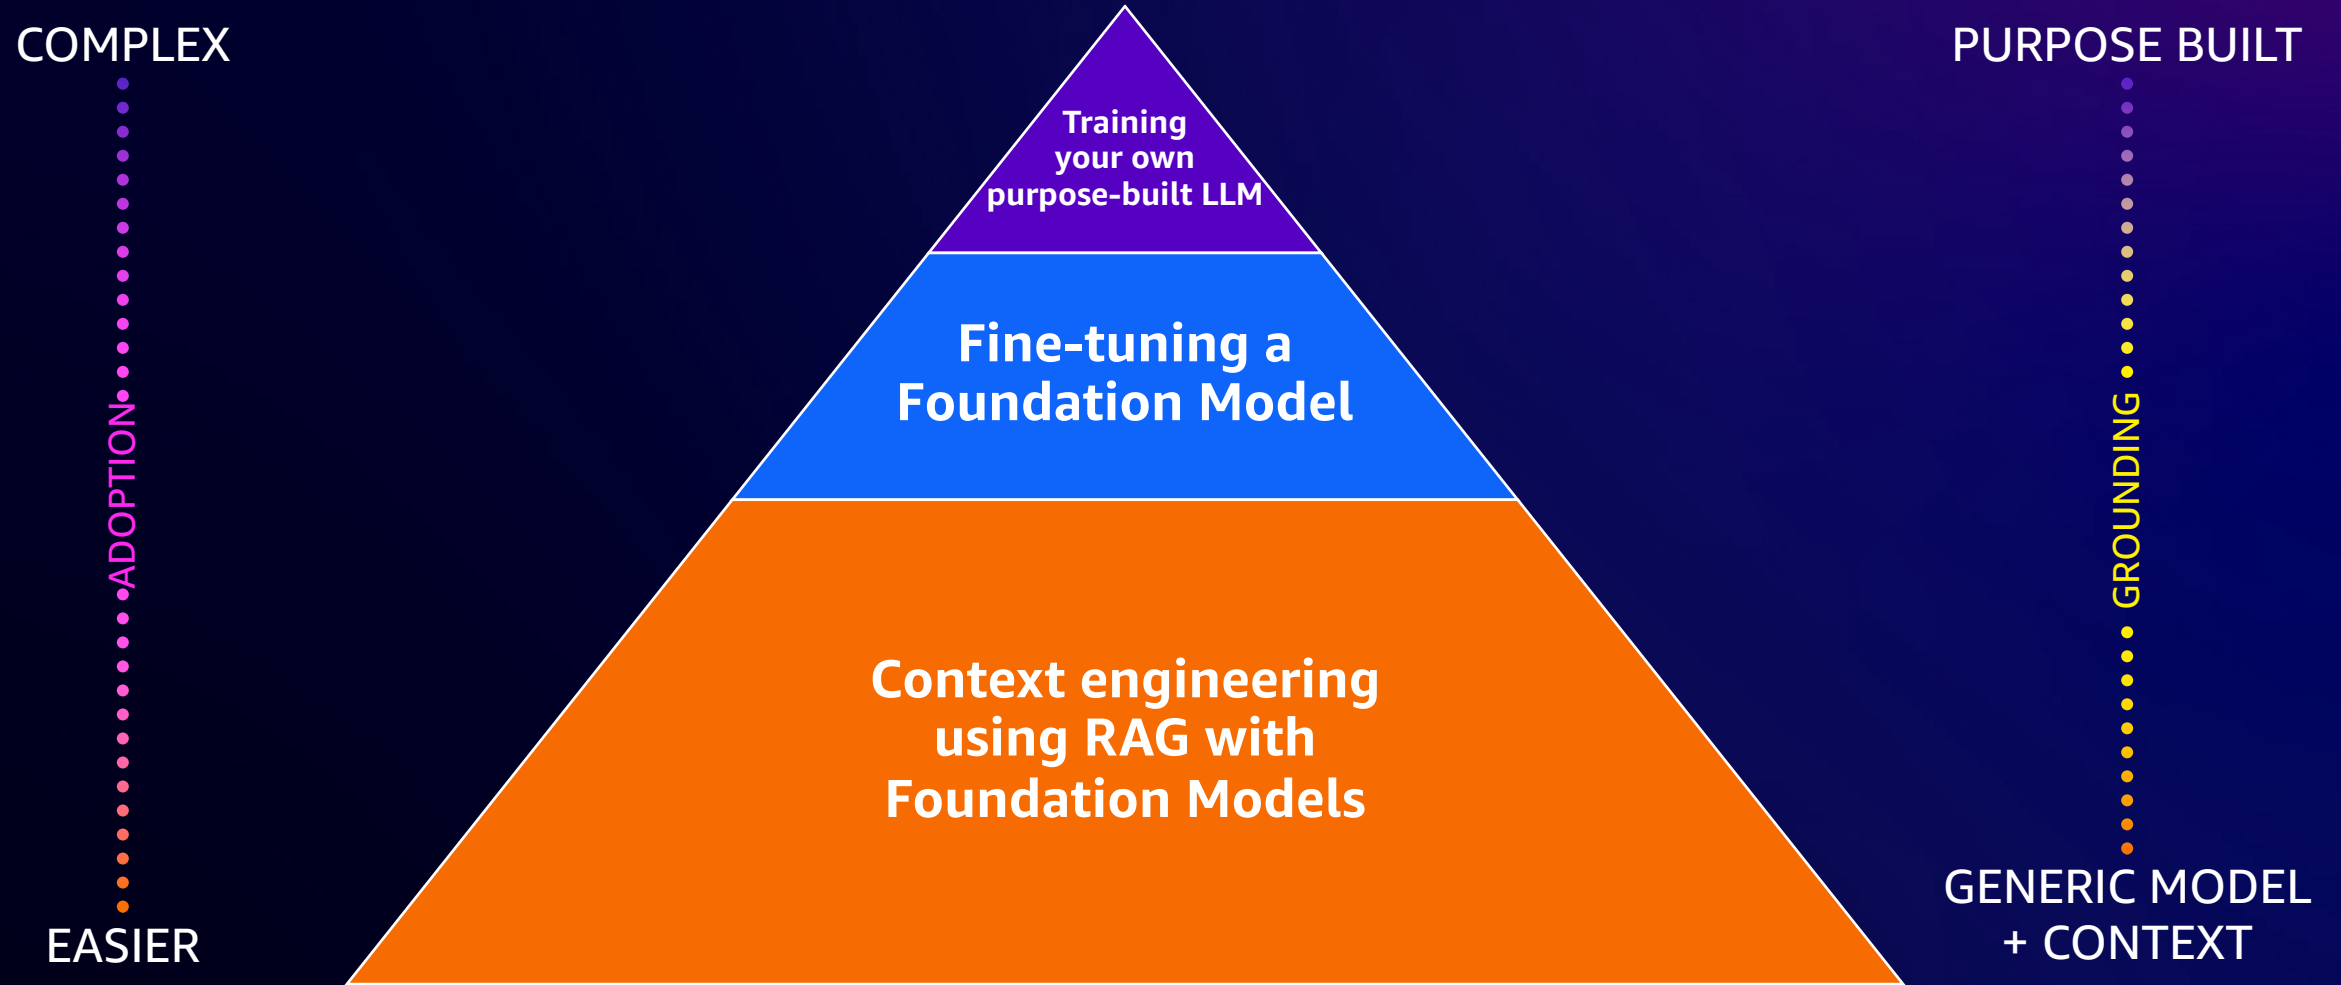 COMPLEX
ADOPTION
EASIER
Training
your own
purpose-built LLM
Fine-tuning a
Foundation Model
Context engineering
using RAG with
Foundation Models
PURPOSE BUILT
GROUNDING
GENERIC MODEL
+ CONTEXT